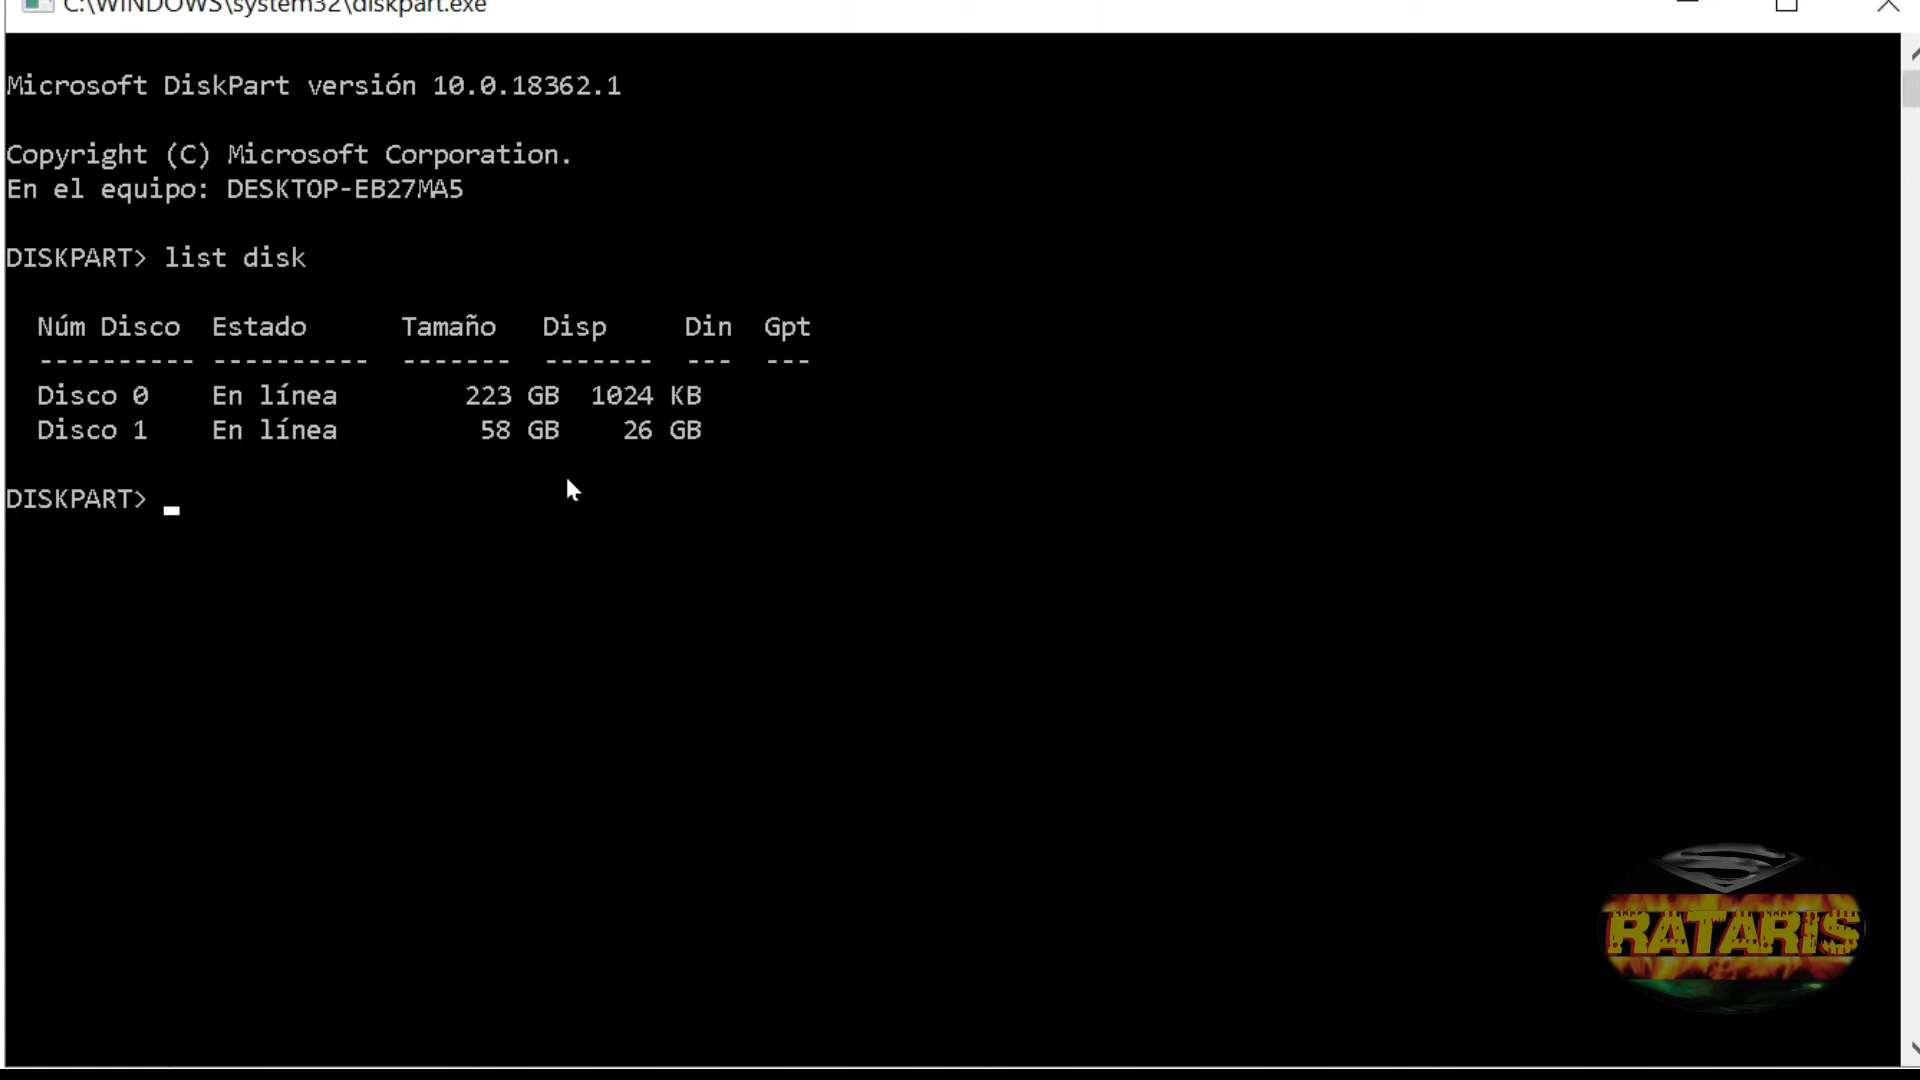 C:\WINDOWS\system32\diskpart.exe
Microsoft DiskPart versión 10.0.18362.1
Copyright (C) Microsoft Corporation.
En el equipo: DESKTOP-EB27MA5
DISKPART> list disk
Núm Disco  Estado      Tamaño   Disp     Din  Gpt
---------- ----------  -------  ------- ---  ---
Disco 0    En línea        223 GB  1024 KB
Disco 1    En línea         58 GB    26 GB
DISKPART>
RATARIS